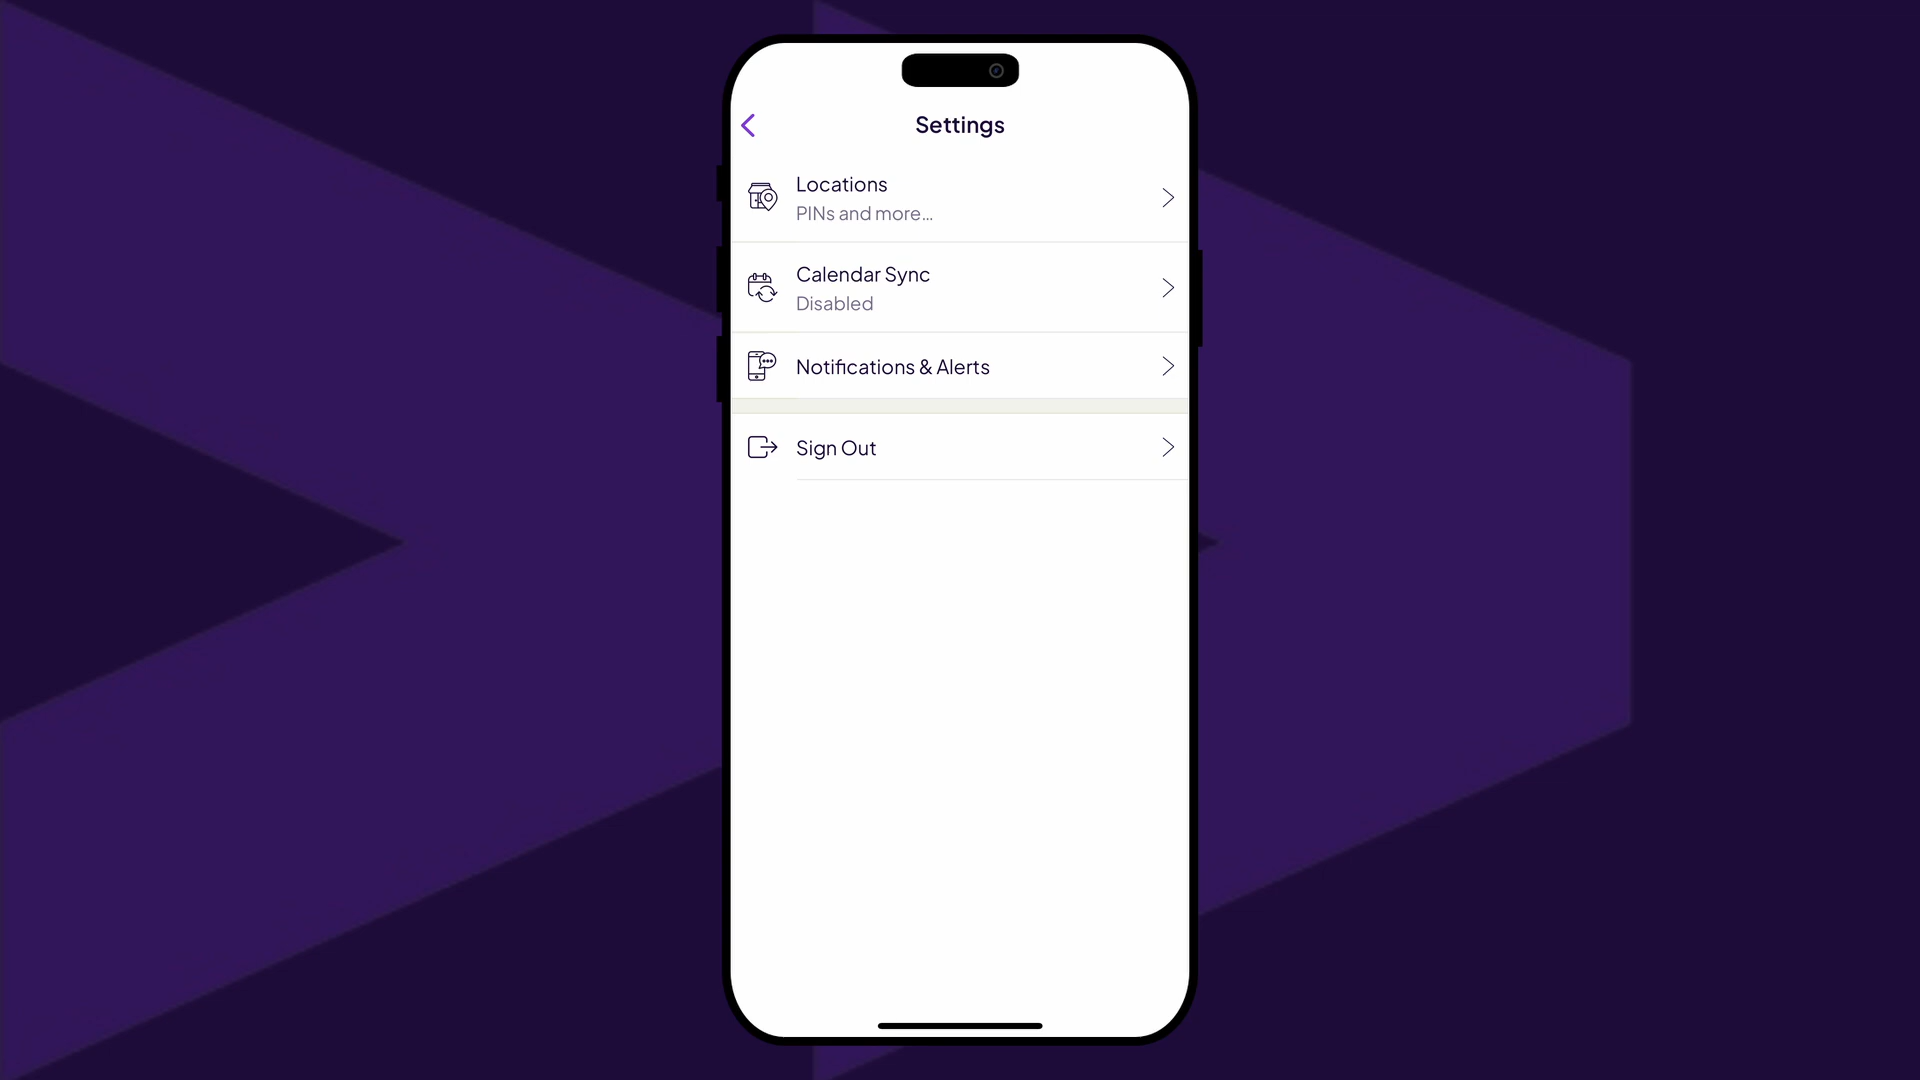 Settings
Locations
PINs and more...
Calendar Sync
Disabled
Notifications & Alerts
Sign Out